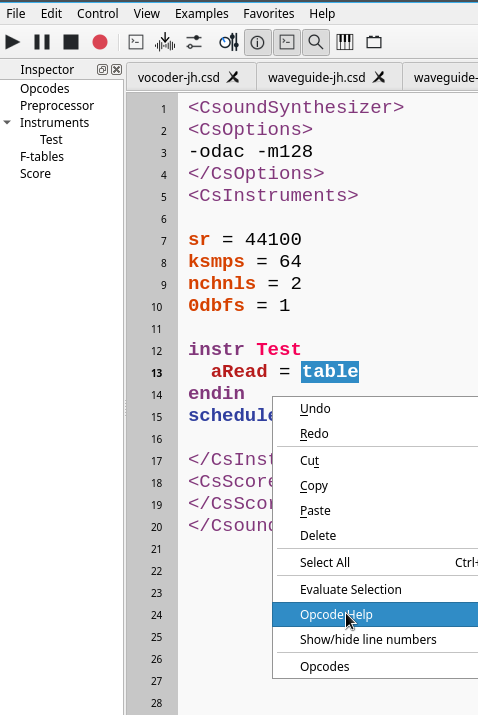 File Edit Control View Examples Favorites Help
Inspector
Opcodes
Preprocessor
Instruments
Test
F-tables
Score
vocoder-jh.csd waveguide-jh.csd waveguide-
1 <CsoundSynthesizer>
2 <CsOptions>
3 -odac -m128
4 </CsOptions>
5 <CsInstruments>
6
7 sr = 44100
8 ksmps = 64
9 nchnls = 2
10 0dbfs = 1
11
12 instr Test
13 aRead = table
14 endin
15 schedule
16
17 </CsInst
18 <CsScore
19 </CsScor
20 </Csound
21
22
23
24
25
26
27
28
Undo
Redo
Cut
Copy
Paste
Delete
Select All Ctrl+
Evaluate Selection
Opcode Help
Show/hide line numbers
Opcodes